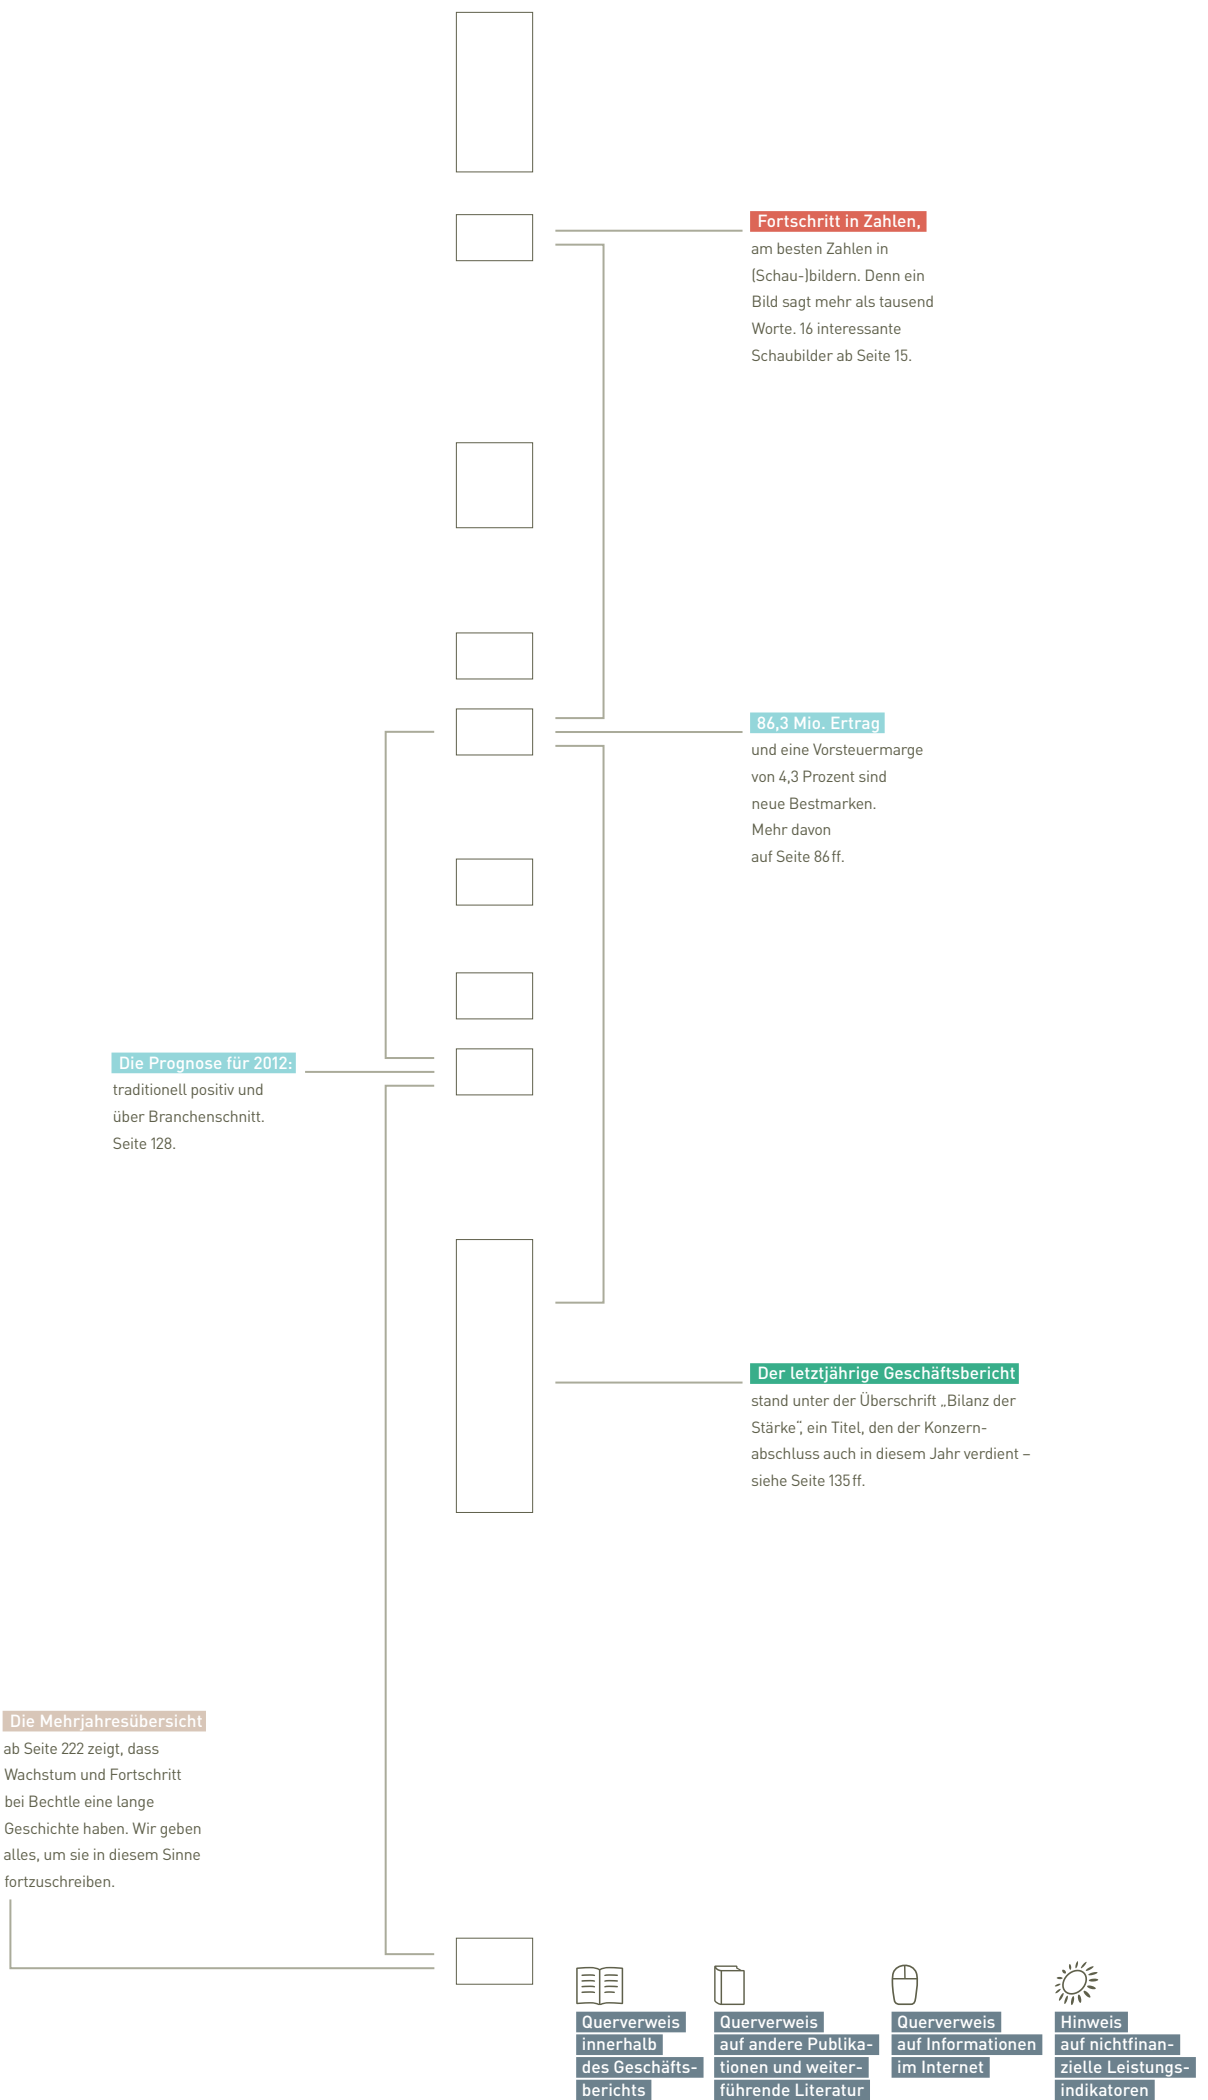 Fortschritt in Zahlen,
am besten Zahlen in
(Schau-)bildern. Denn ein
Bild sagt mehr als tausend
Worte. 16 interessante
Schaubilder ab Seite 15.
86,3 Mio. Ertrag
und eine Vorsteuermarge
von 4,3 Prozent sind
neue Bestmarken.
Mehr davon
auf Seite 86 ff.
Die Prognose für 2012:
traditionell positiv und
über Branchenschnitt.
Seite 128.
Der letztjährige Geschäftsbericht
stand unter der Überschrift „Bilanz der
Stärke“, ein Titel, den der Konzern-
abschluss auch in diesem Jahr verdient –
siehe Seite 135 ff.
Die Mehrjahresübersicht
ab Seite 222 zeigt, dass
Wachstum und Fortschritt
bei Bechtle eine lange
Geschichte haben. Wir geben
alles, um sie in diesem Sinne
fortzuschreiben.
Querverweis
innerhalb
des Geschäfts-
berichts
Querverweis
auf andere Publika-
tionen und weiter-
führende Literatur
Querverweis
auf Informationen
im Internet
Hinweis
auf nichtfinan-
zielle Leistungs-
indikatoren